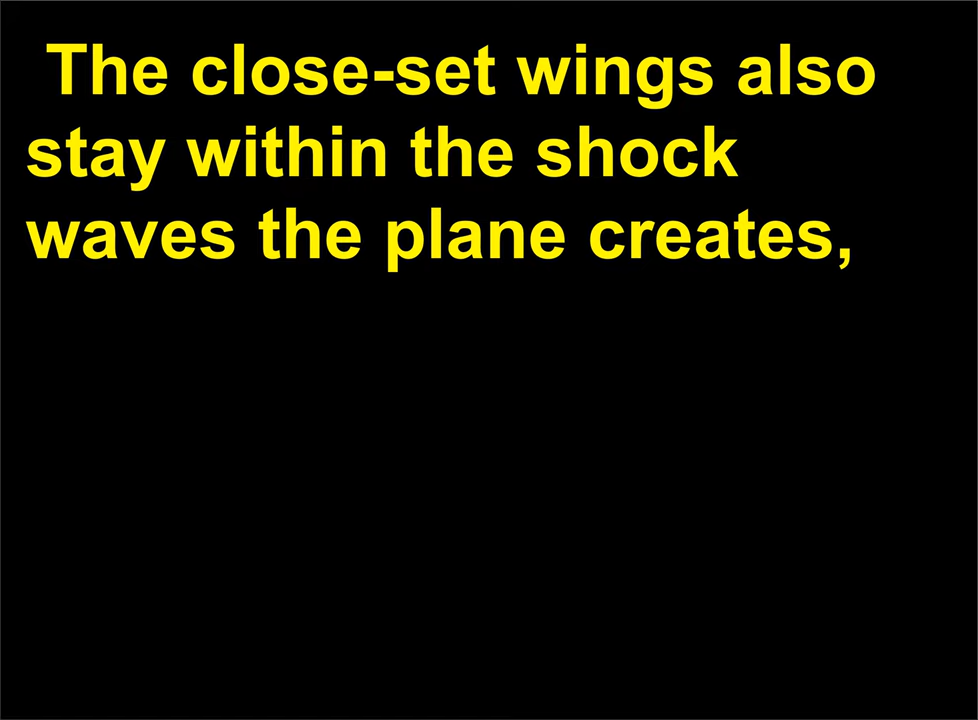 The close-set wings also
stay within the shock
waves the plane creates,